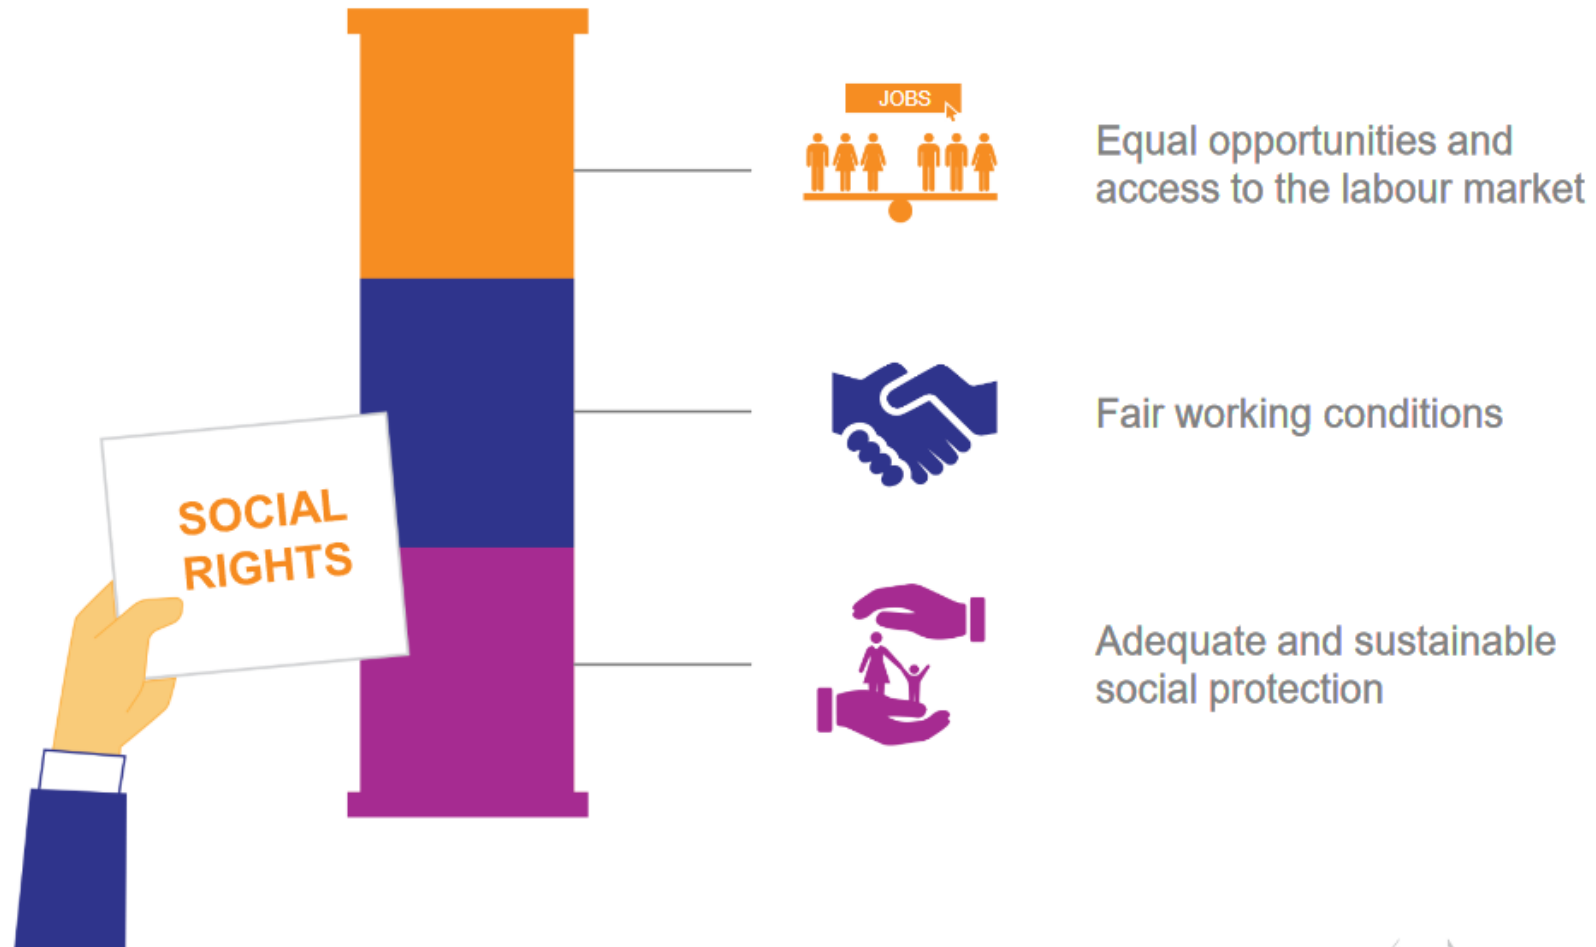 JOBS
Equal opportunities and
access to the labour market
Fair working conditions
SOCIAL
RIGHTS
Adequate and sustainable
social protection